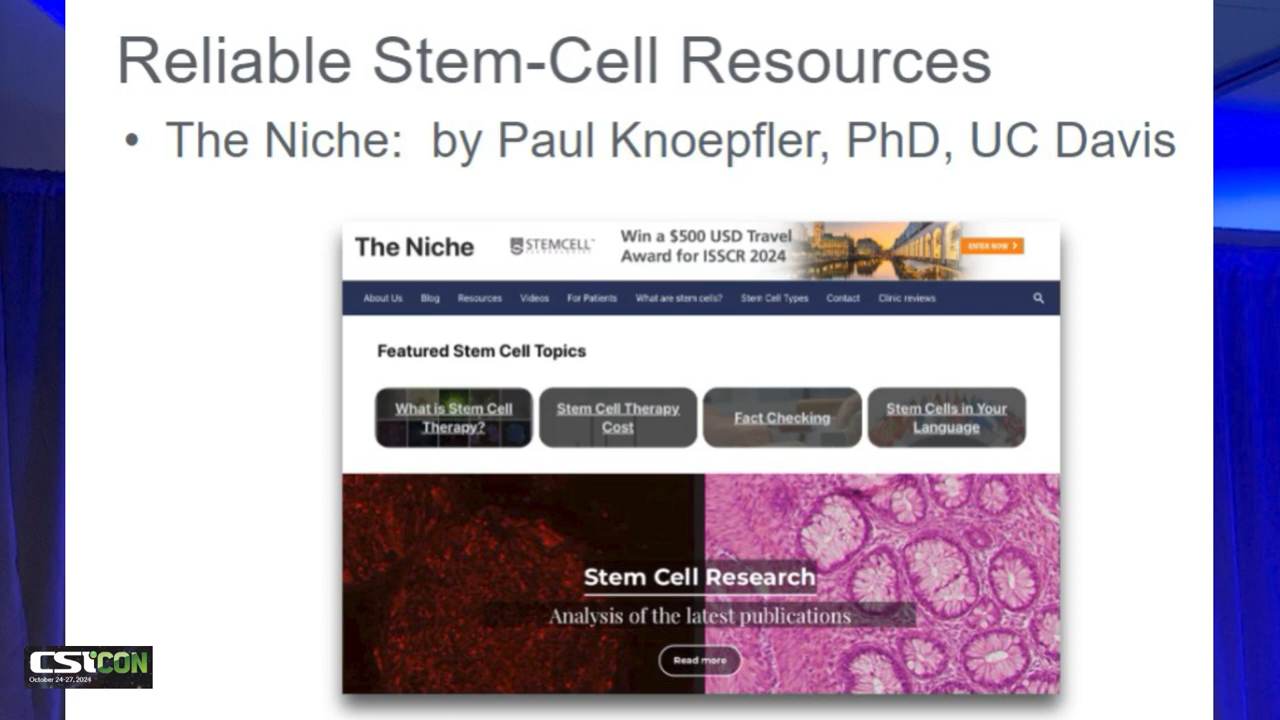 Reliable Stem-Cell Resources
• The Niche: by Paul Knoepfler, PhD, UC Davis
The Niche
STEMCELL™
Win a $500 USD Travel
Award for ISSCR 2024
ENTER NOW
About Us Blog Resources Videos For Patients What are stem cells? Stem Cell Types Contact Clinic reviews
Featured Stem Cell Topics
What is Stem Cell
Therapy?
Stem Cell Therapy
Cost
Fact Checking
Stem Cells in Your
Language
Stem Cell Research
Analysis of the latest publications
Read more
CSICON
October 24-27, 2024